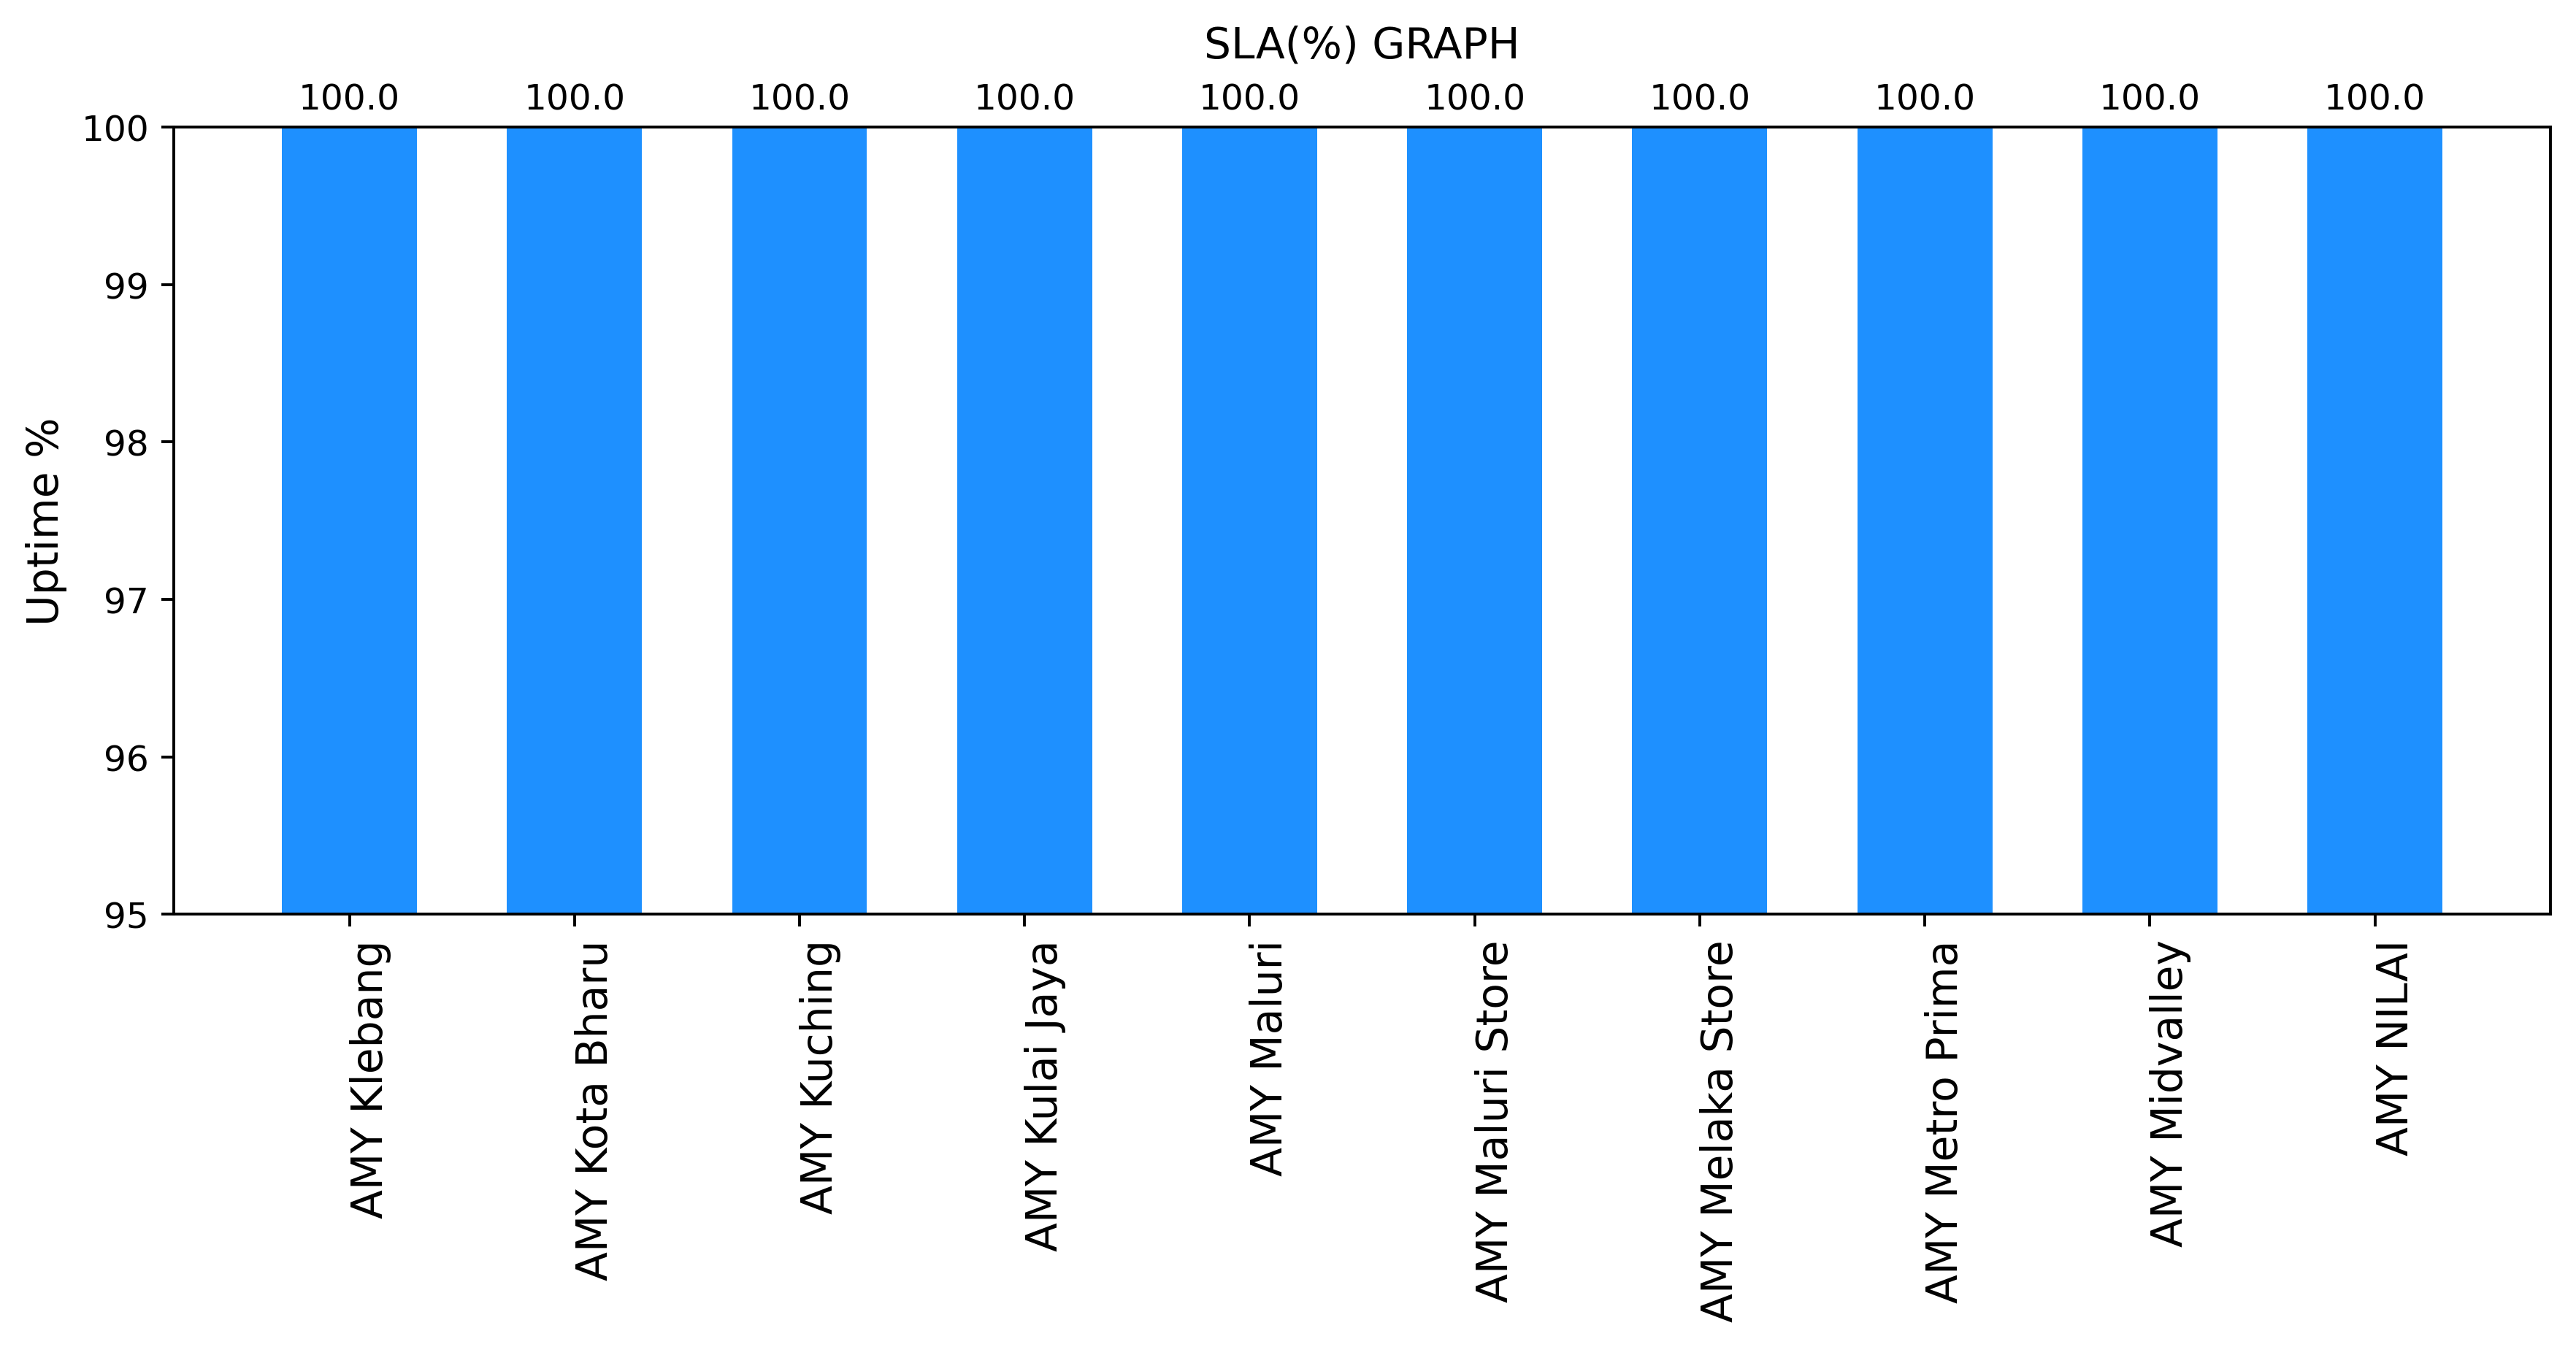 SLA(%) GRAPH
100.0 100.0 100.0 100.0 100.0 100.0 100.0 100.0 100.0 100.0
100
99
98
97
96
95
Uptime %
AMY Klebang
AMY Kota Bharu
AMY Kuching
AMY Kulai Jaya
AMY Maluri
AMY Maluri Store
AMY Melaka Store
AMY Metro Prima
AMY Midvalley
AMY NILAI